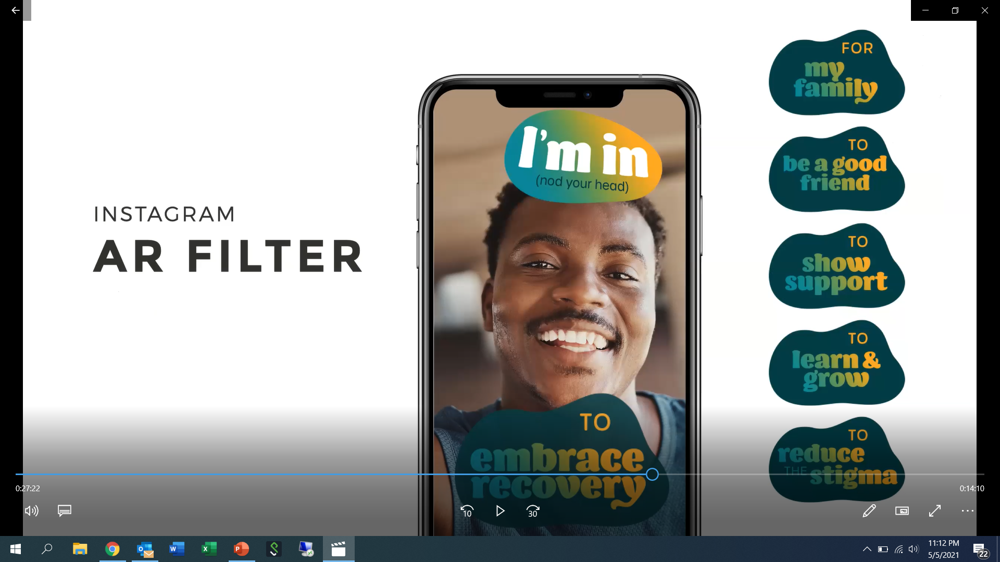 INSTAGRAM
AR FILTER
I'm in
(nod your head)
TO
embrace
recovery
FOR
my
family
TO
be a good
friend
TO
show
support
TO
learn &
grow
TO
reduce
THE stigma
0:27:22
0:14:10
10
30
11:12 PM
5/5/2021
22